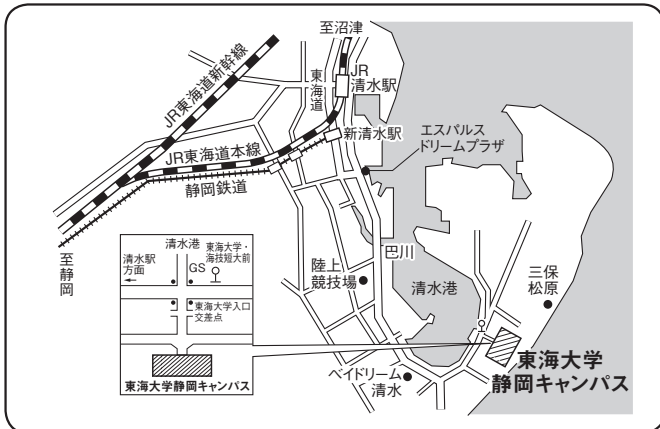 至沼津
JR東海道新幹線
東海道
JR
清水駅
新清水駅
エスパルス
ドリームプラザ
JR東海道本線
静岡鉄道
至静岡
清水港
清水駅
方面
GS
東海大学・
海技短大前
東海大学入口
交差点
東海大学静岡キャンパス
陸上
競技場
巴川
清水港
三保
松原
東海大学
静岡キャンパス
ベイドリーム
清水